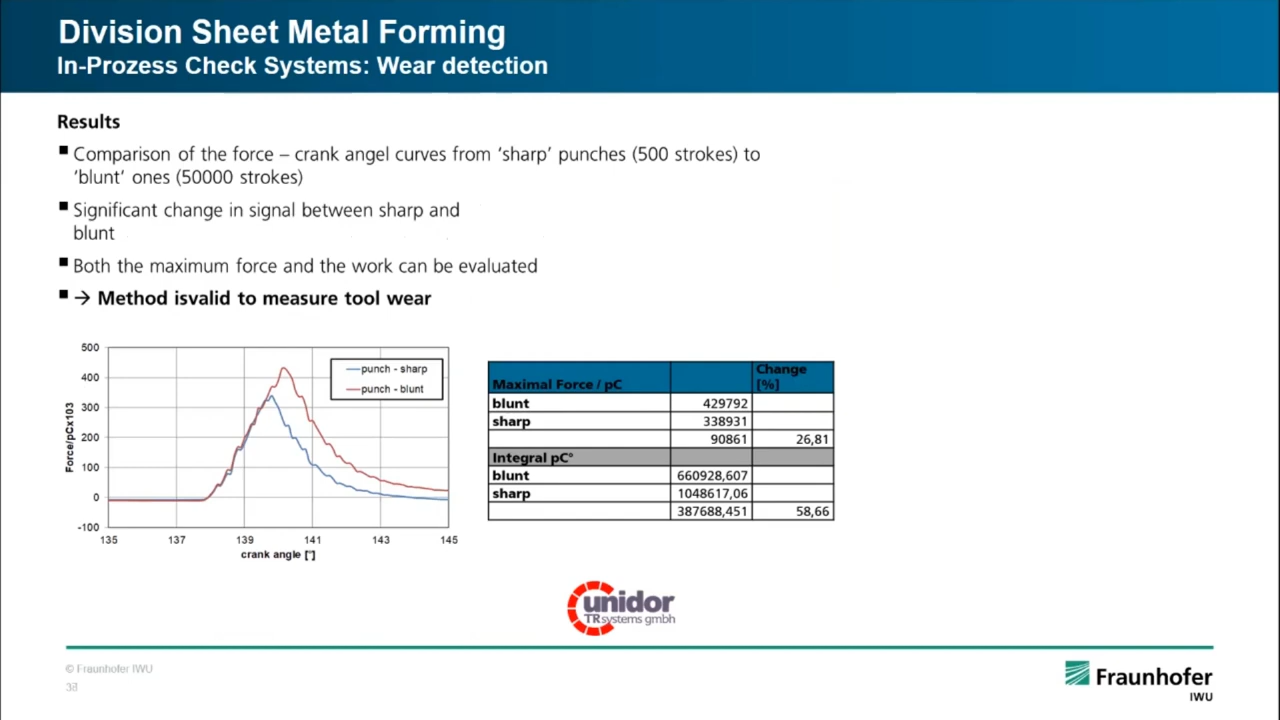 Division Sheet Metal Forming
In-Prozess Check Systems: Wear detection
Results
Comparison of the force – crank angel curves from ‘sharp’ punches (500 strokes) to
‘blunt’ ones (50000 strokes)
Significant change in signal between sharp and
blunt
Both the maximum force and the work can be evaluated
→ Method isvalid to measure tool wear
500
400
300
200
100
0
-100
Force/pCx103
135 137 139 141 143 145
crank angle [°]
punch - sharp
punch - blunt
Maximal Force / pC Change [%]
blunt 429792
sharp 338931
90861 26,81
Integral pC°
blunt 660928,607
sharp 1048617,06
387688,451 58,66
unidor
TRsystems gmbh
© Fraunhofer IWU
Fraunhofer
IWU